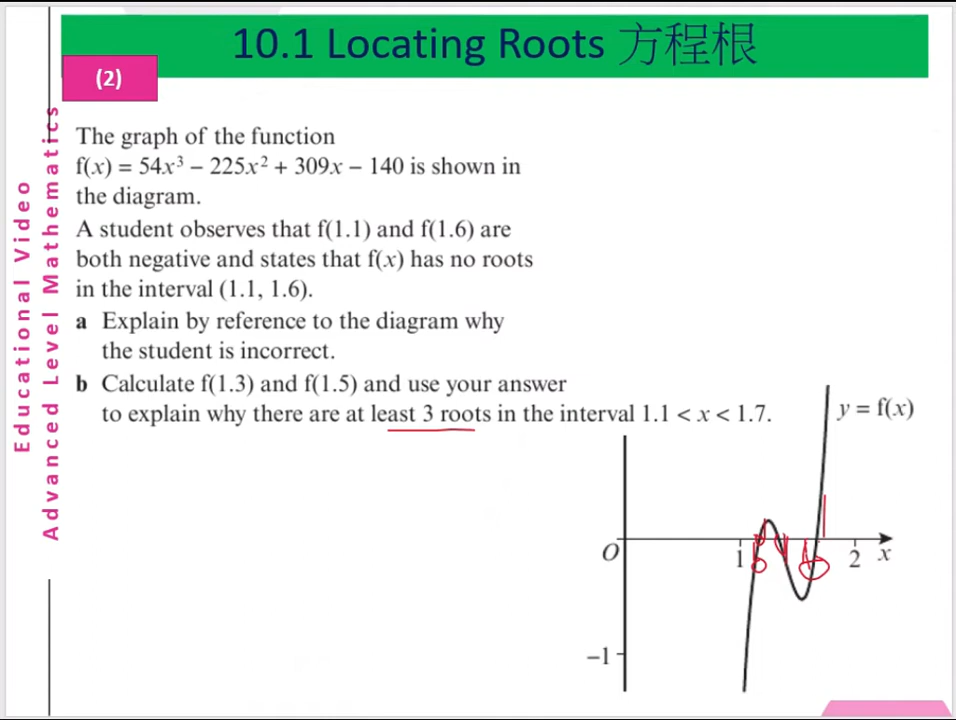 10.1 Locating Roots 方程根
(2)
Educational Video
Advanced Level Mathematics
The graph of the function
f(x) = 54x³ – 225x² + 309x – 140 is shown in
the diagram.
A student observes that f(1.1) and f(1.6) are
both negative and states that f(x) has no roots
in the interval (1.1, 1.6).
a Explain by reference to the diagram why
the student is incorrect.
b Calculate f(1.3) and f(1.5) and use your answer
to explain why there are at least 3 roots in the interval 1.1 < x < 1.7.
y = f(x)
O
1
2
x
–1